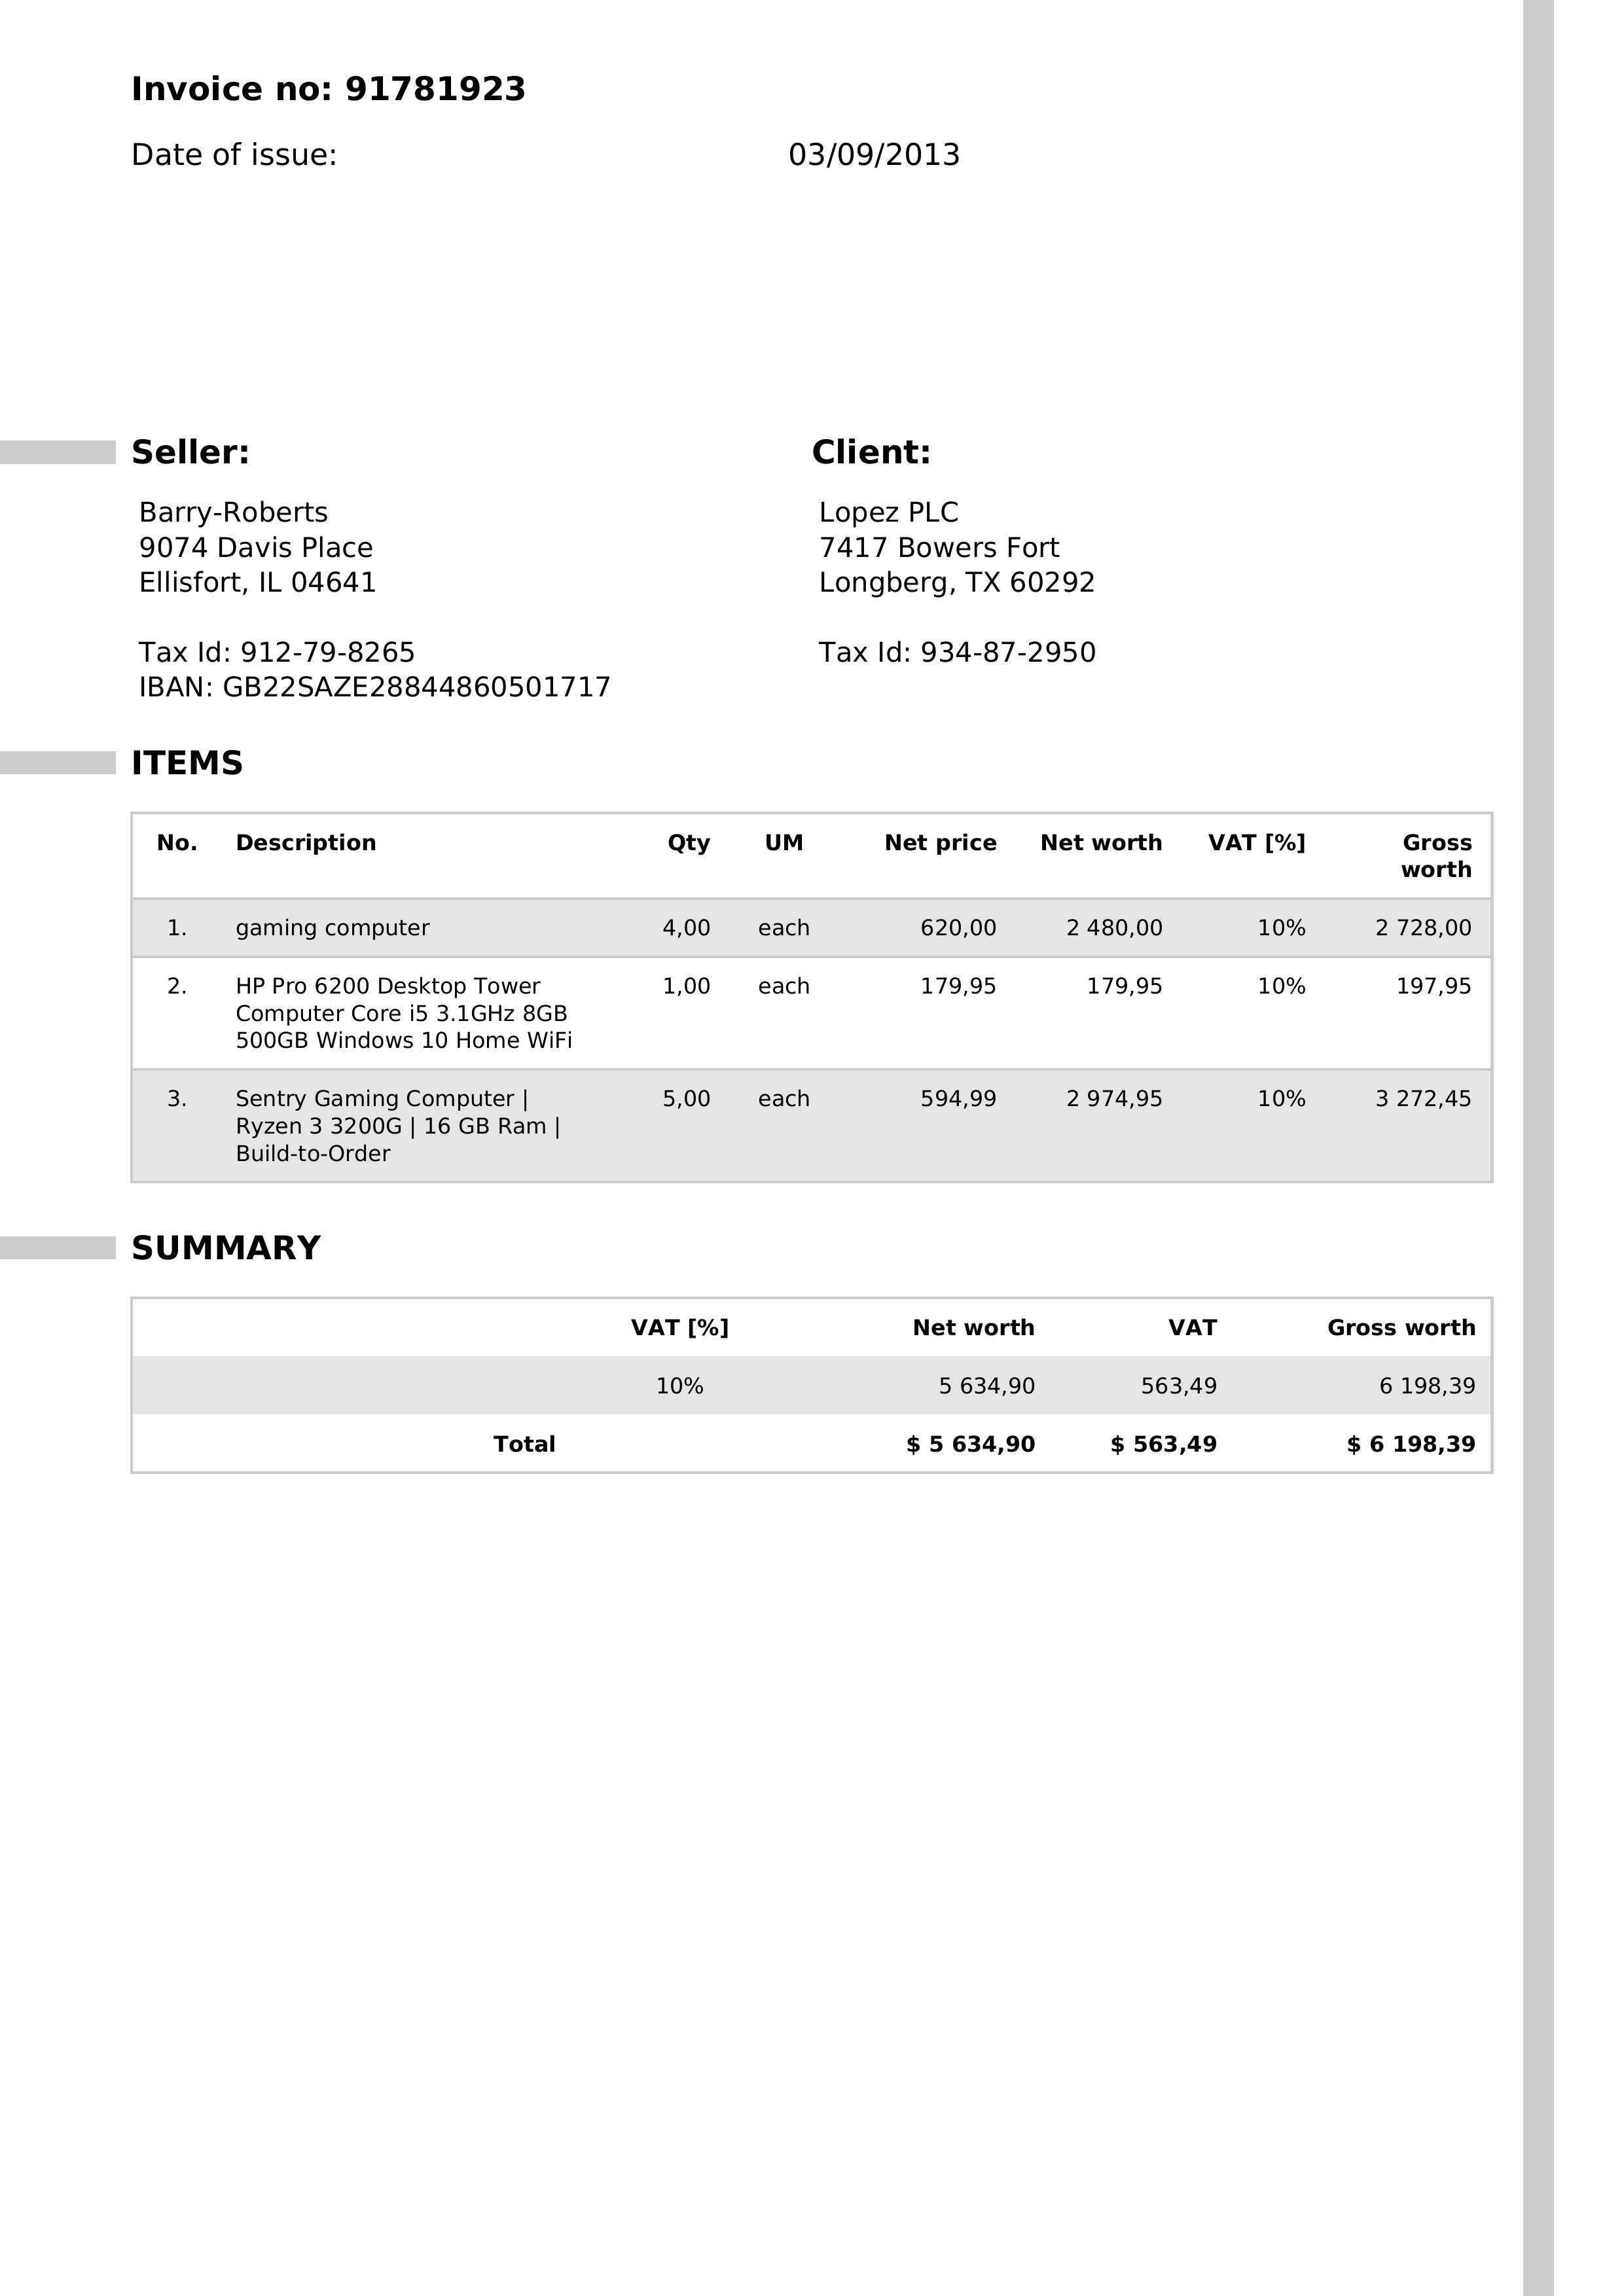 Invoice no: 91781923
Date of issue: 03/09/2013
Seller:
Barry-Roberts
9074 Davis Place
Ellisfort, IL 04641
Tax Id: 912-79-8265
IBAN: GB22SAZE28844860501717
Client:
Lopez PLC
7417 Bowers Fort
Longberg, TX 60292
Tax Id: 934-87-2950
ITEMS
No. Description Qty UM Net price Net worth VAT [%] Gross
worth
1. gaming computer 4,00 each 620,00 2 480,00 10% 2 728,00
2. HP Pro 6200 Desktop Tower 1,00 each 179,95 179,95 10% 197,95
Computer Core i5 3.1GHz 8GB
500GB Windows 10 Home WiFi
3. Sentry Gaming Computer | 5,00 each 594,99 2 974,95 10% 3 272,45
Ryzen 3 3200G | 16 GB Ram |
Build-to-Order
SUMMARY
VAT [%] Net worth VAT Gross worth
10% 5 634,90 563,49 6 198,39
Total $ 5 634,90 $ 563,49 $ 6 198,39